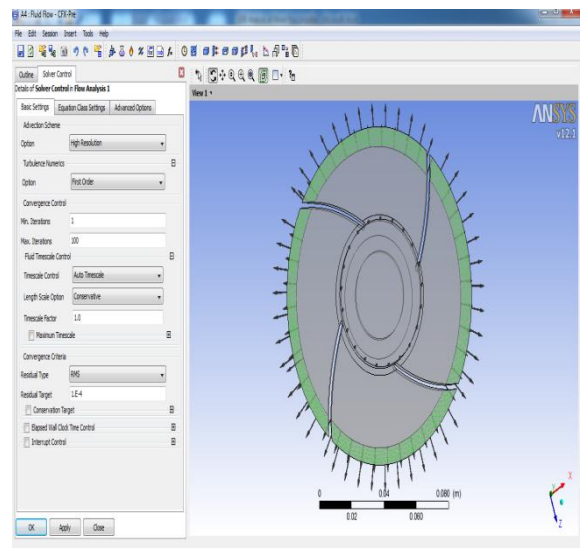 A4 : Fluid Flow - CFX-Pre
File Edit Session Insert Tools Help
Outline Solver Control
Details of Solver Control in Flow Analysis 1
Basic Settings Equation Class Settings Advanced Options
Advection Scheme
Option High Resolution
Turbulence Numerics
Option First Order
Convergence Control
Min. Iterations 1
Max. Iterations 100
Fluid Timescale Control
Timescale Control Auto Timescale
Length Scale Option Conservative
Timescale Factor 1.0
Maximum Timescale
Convergence Criteria
Residual Type RMS
Residual Target 1.E-4
Conservation Target
Elapsed Wall Clock Time Control
Interrupt Control
OK Apply Close
View 1
ANSYS
v12.1
0 0.04 0.080 (m)
0.02 0.060
X
Y
Z